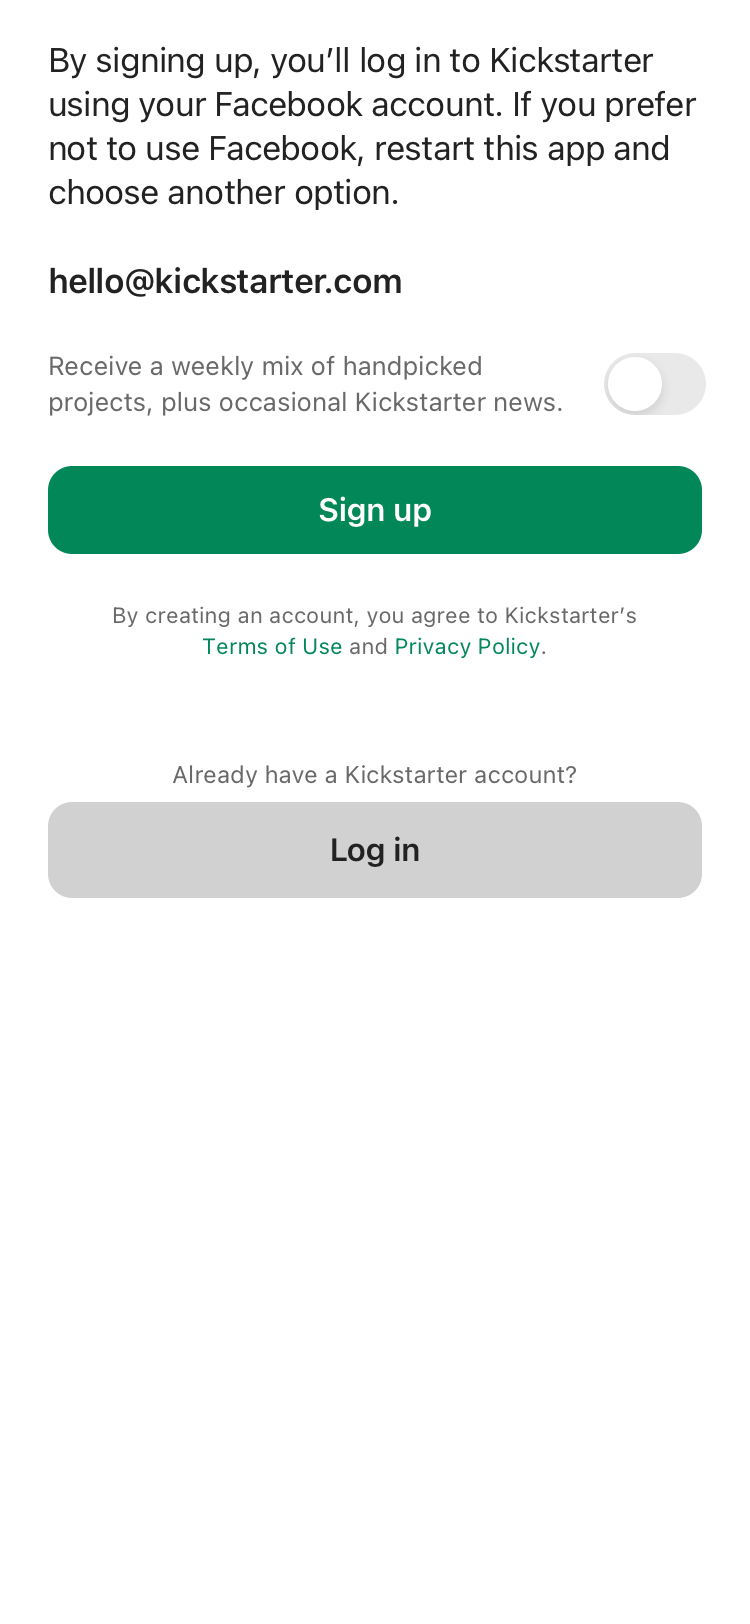 By signing up, you’ll log in to Kickstarter
using your Facebook account. If you prefer
not to use Facebook, restart this app and
choose another option.
hello@kickstarter.com
Receive a weekly mix of handpicked
projects, plus occasional Kickstarter news.
Sign up
By creating an account, you agree to Kickstarter’s
Terms of Use and Privacy Policy.
Already have a Kickstarter account?
Log in